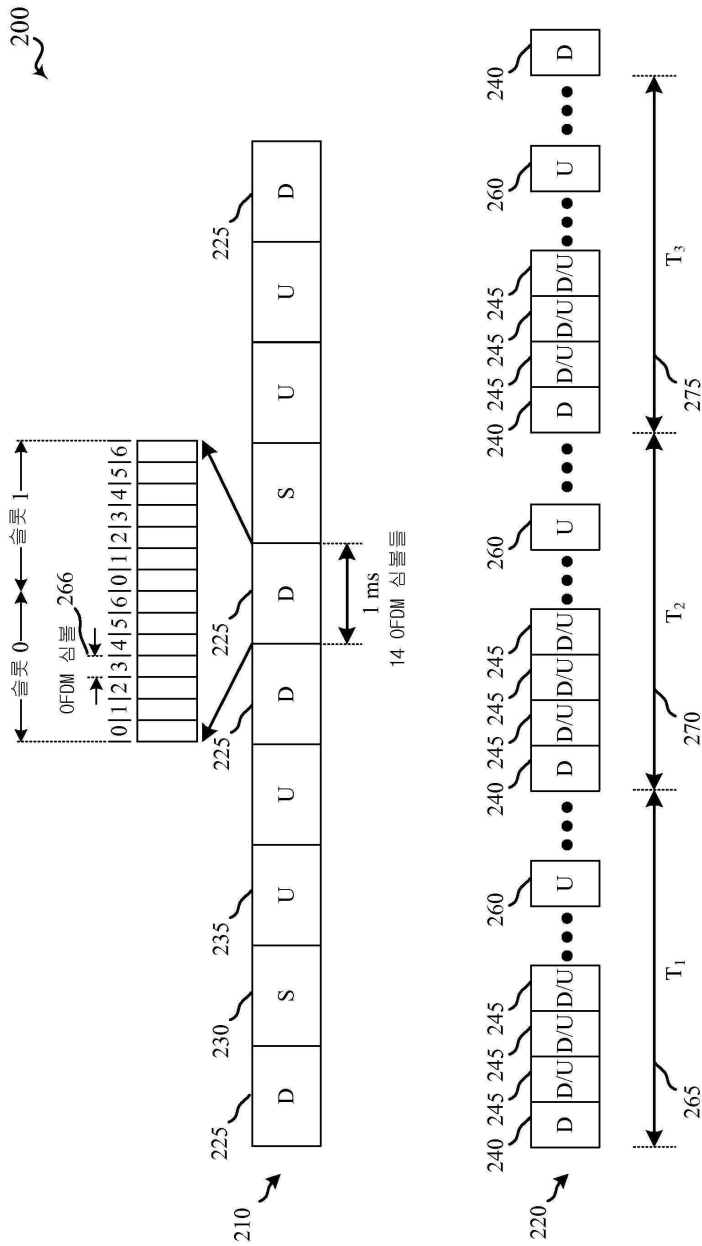 200
슬롯 0 슬롯 1
OFDM 심볼 266
0 1 2 3 4 5 6 0 1 2 3 4 5 6
225 230 235 225 225 225
210
D S U U D D S U U D
1 ms
14 OFDM 심볼들
240 245 245 245 260 240 245 245 245 260 240 245 245 245 260 240
220
D D/U D/U D/U U D D/U D/U D/U U D D/U D/U D/U U D
T1 T2 T3
265 270 275